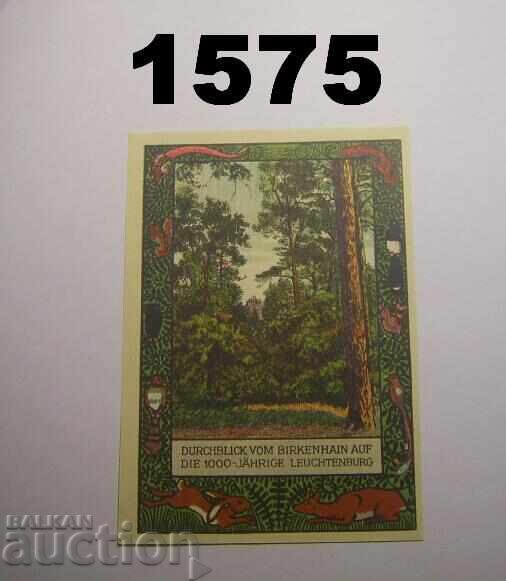 1575
DURCHBLICK VOM BIRKENHAIN AUF
DIE 1000-JÄHRIGE LEUCHTENBURG
BALKAN
auction